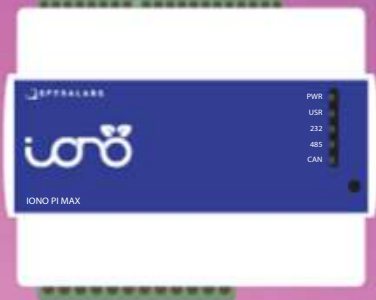 SFERALABS
PWR
USR
232
485
CAN
iono
IONO PI MAX